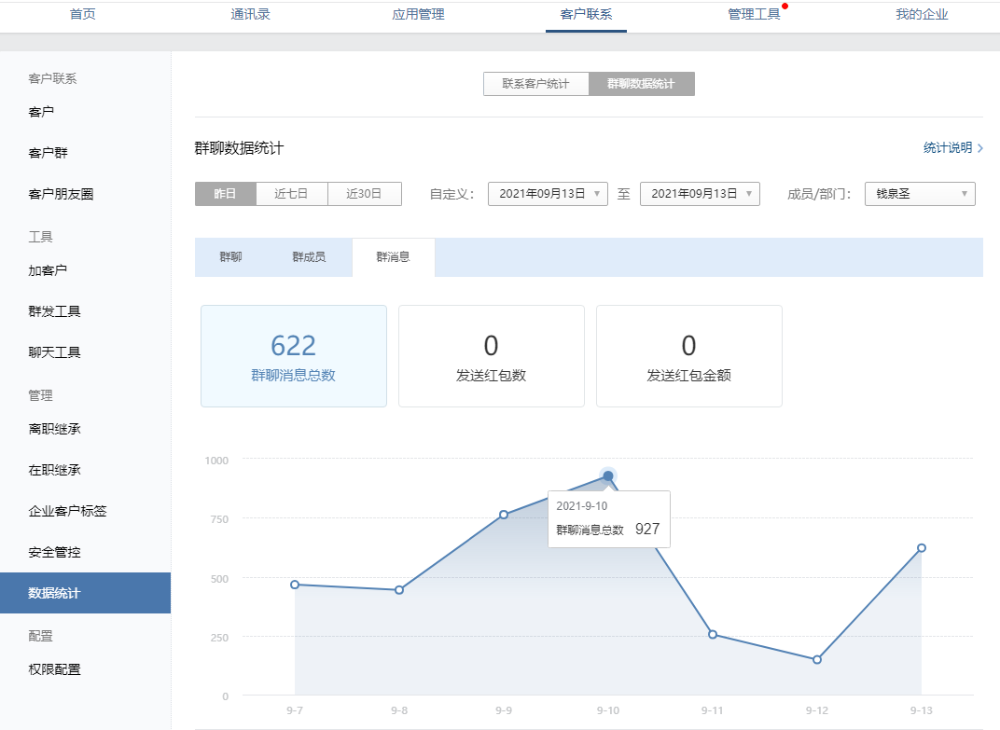 首页 通讯录 应用管理 客户联系 管理工具 我的企业
客户联系
客户
客户群
客户朋友圈
工具
加客户
群发工具
聊天工具
管理
离职继承
在职继承
企业客户标签
安全管控
数据统计
配置
权限配置
联系客户统计 群聊数据统计
群聊数据统计 统计说明
昨日 近七日 近30日 自定义: 2021年09月13日 至 2021年09月13日 成员/部门: 钱泉圣
群聊 群成员 群消息
622 0 0
群聊消息总数 发送红包数 发送红包金额
1000
750
500
250
0
2021-9-10
群聊消息总数 927
9-7 9-8 9-9 9-10 9-11 9-12 9-13